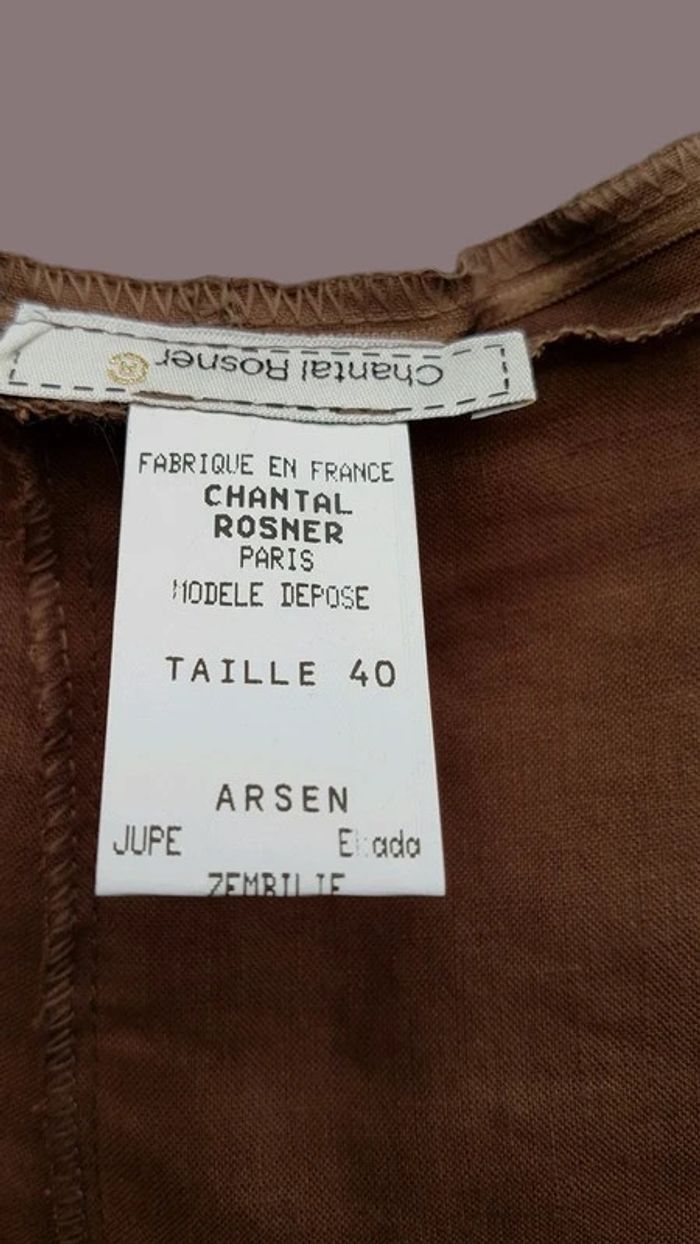 Chantal Rosner
FABRIQUE EN FRANCE
CHANTAL
ROSNER
PARIS
MODELE DEPOSE
TAILLE 40
ARSEN
JUPE